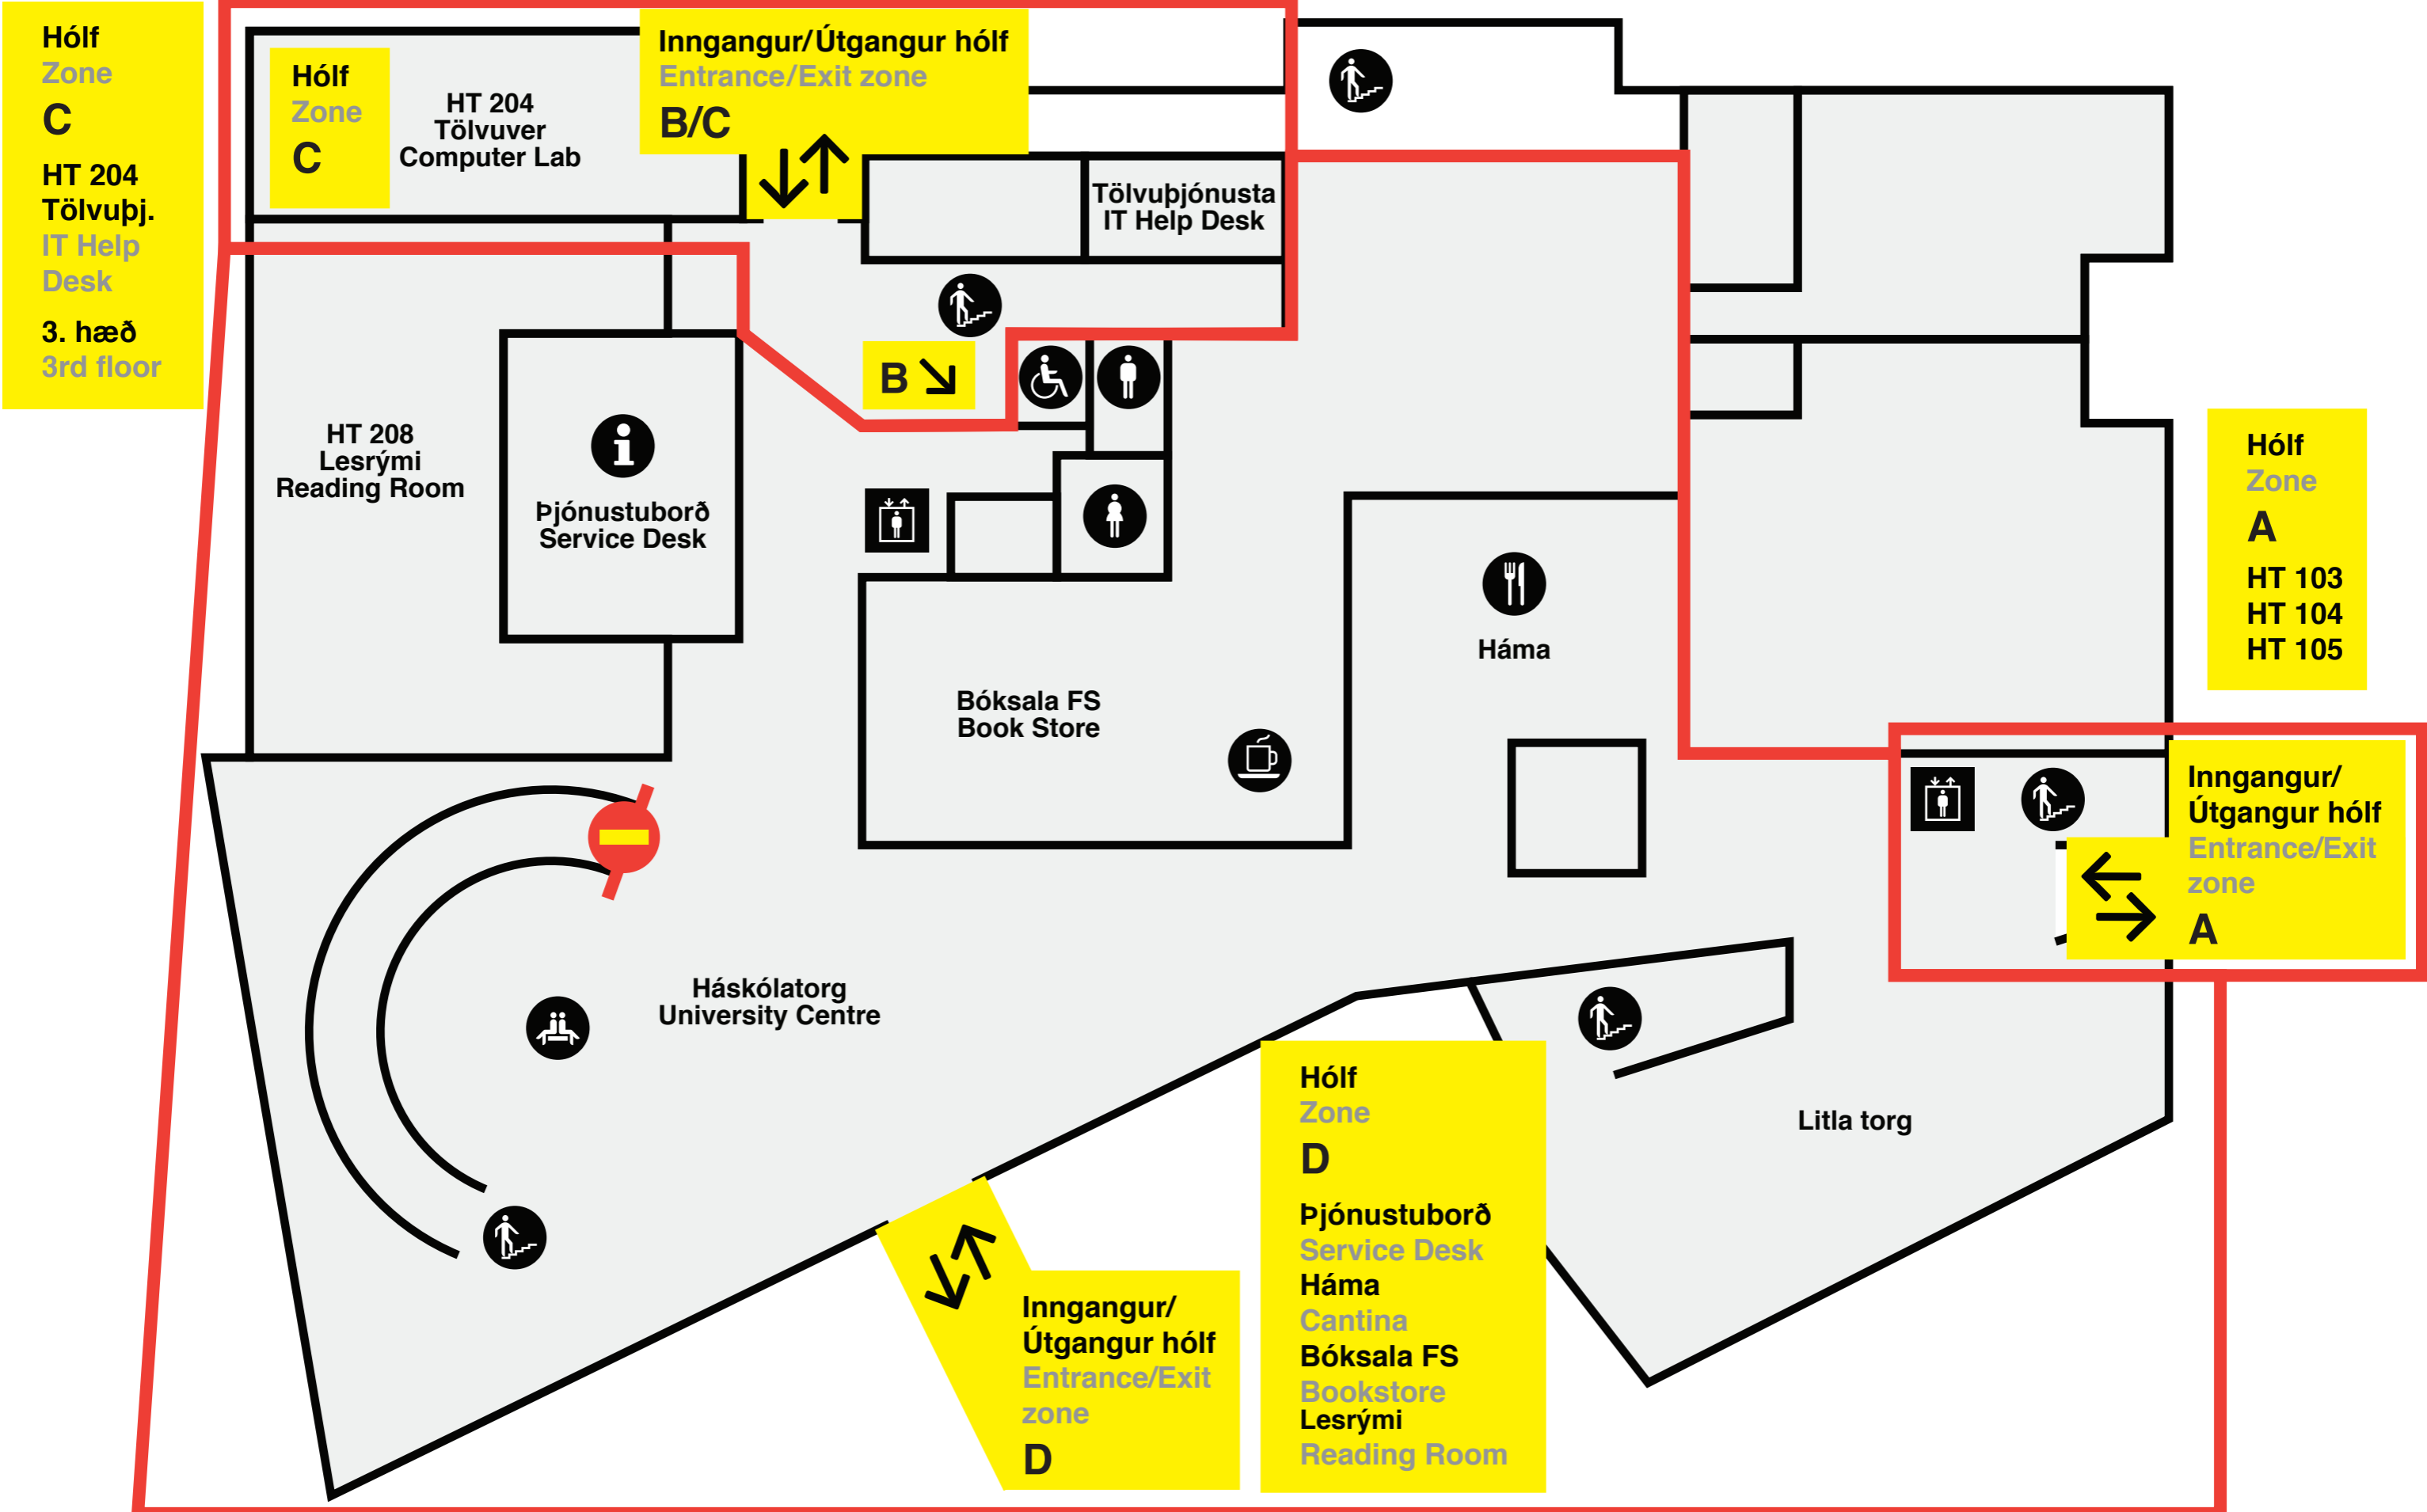 Hólf
Zone
C
HT 204
Tölvuþj.
IT Help
Desk
3. hæð
3rd floor
Hólf
Zone
C
HT 204
Tölvuver
Computer Lab
Inngangur/Útgangur hólf
Entrance/Exit zone
B/C
Tölvuþjónusta
IT Help Desk
B
HT 208
Lesrými
Reading Room
Þjónustuborð
Service Desk
Háma
Bóksala FS
Book Store
Hólf
Zone
A
HT 103
HT 104
HT 105
Inngangur/
Útgangur hólf
Entrance/Exit
zone
A
Háskólatorg
University Centre
Litla torg
Hólf
Zone
D
Þjónustuborð
Service Desk
Háma
Cantina
Bóksala FS
Bookstore
Lesrými
Reading Room
Inngangur/
Útgangur hólf
Entrance/Exit
zone
D